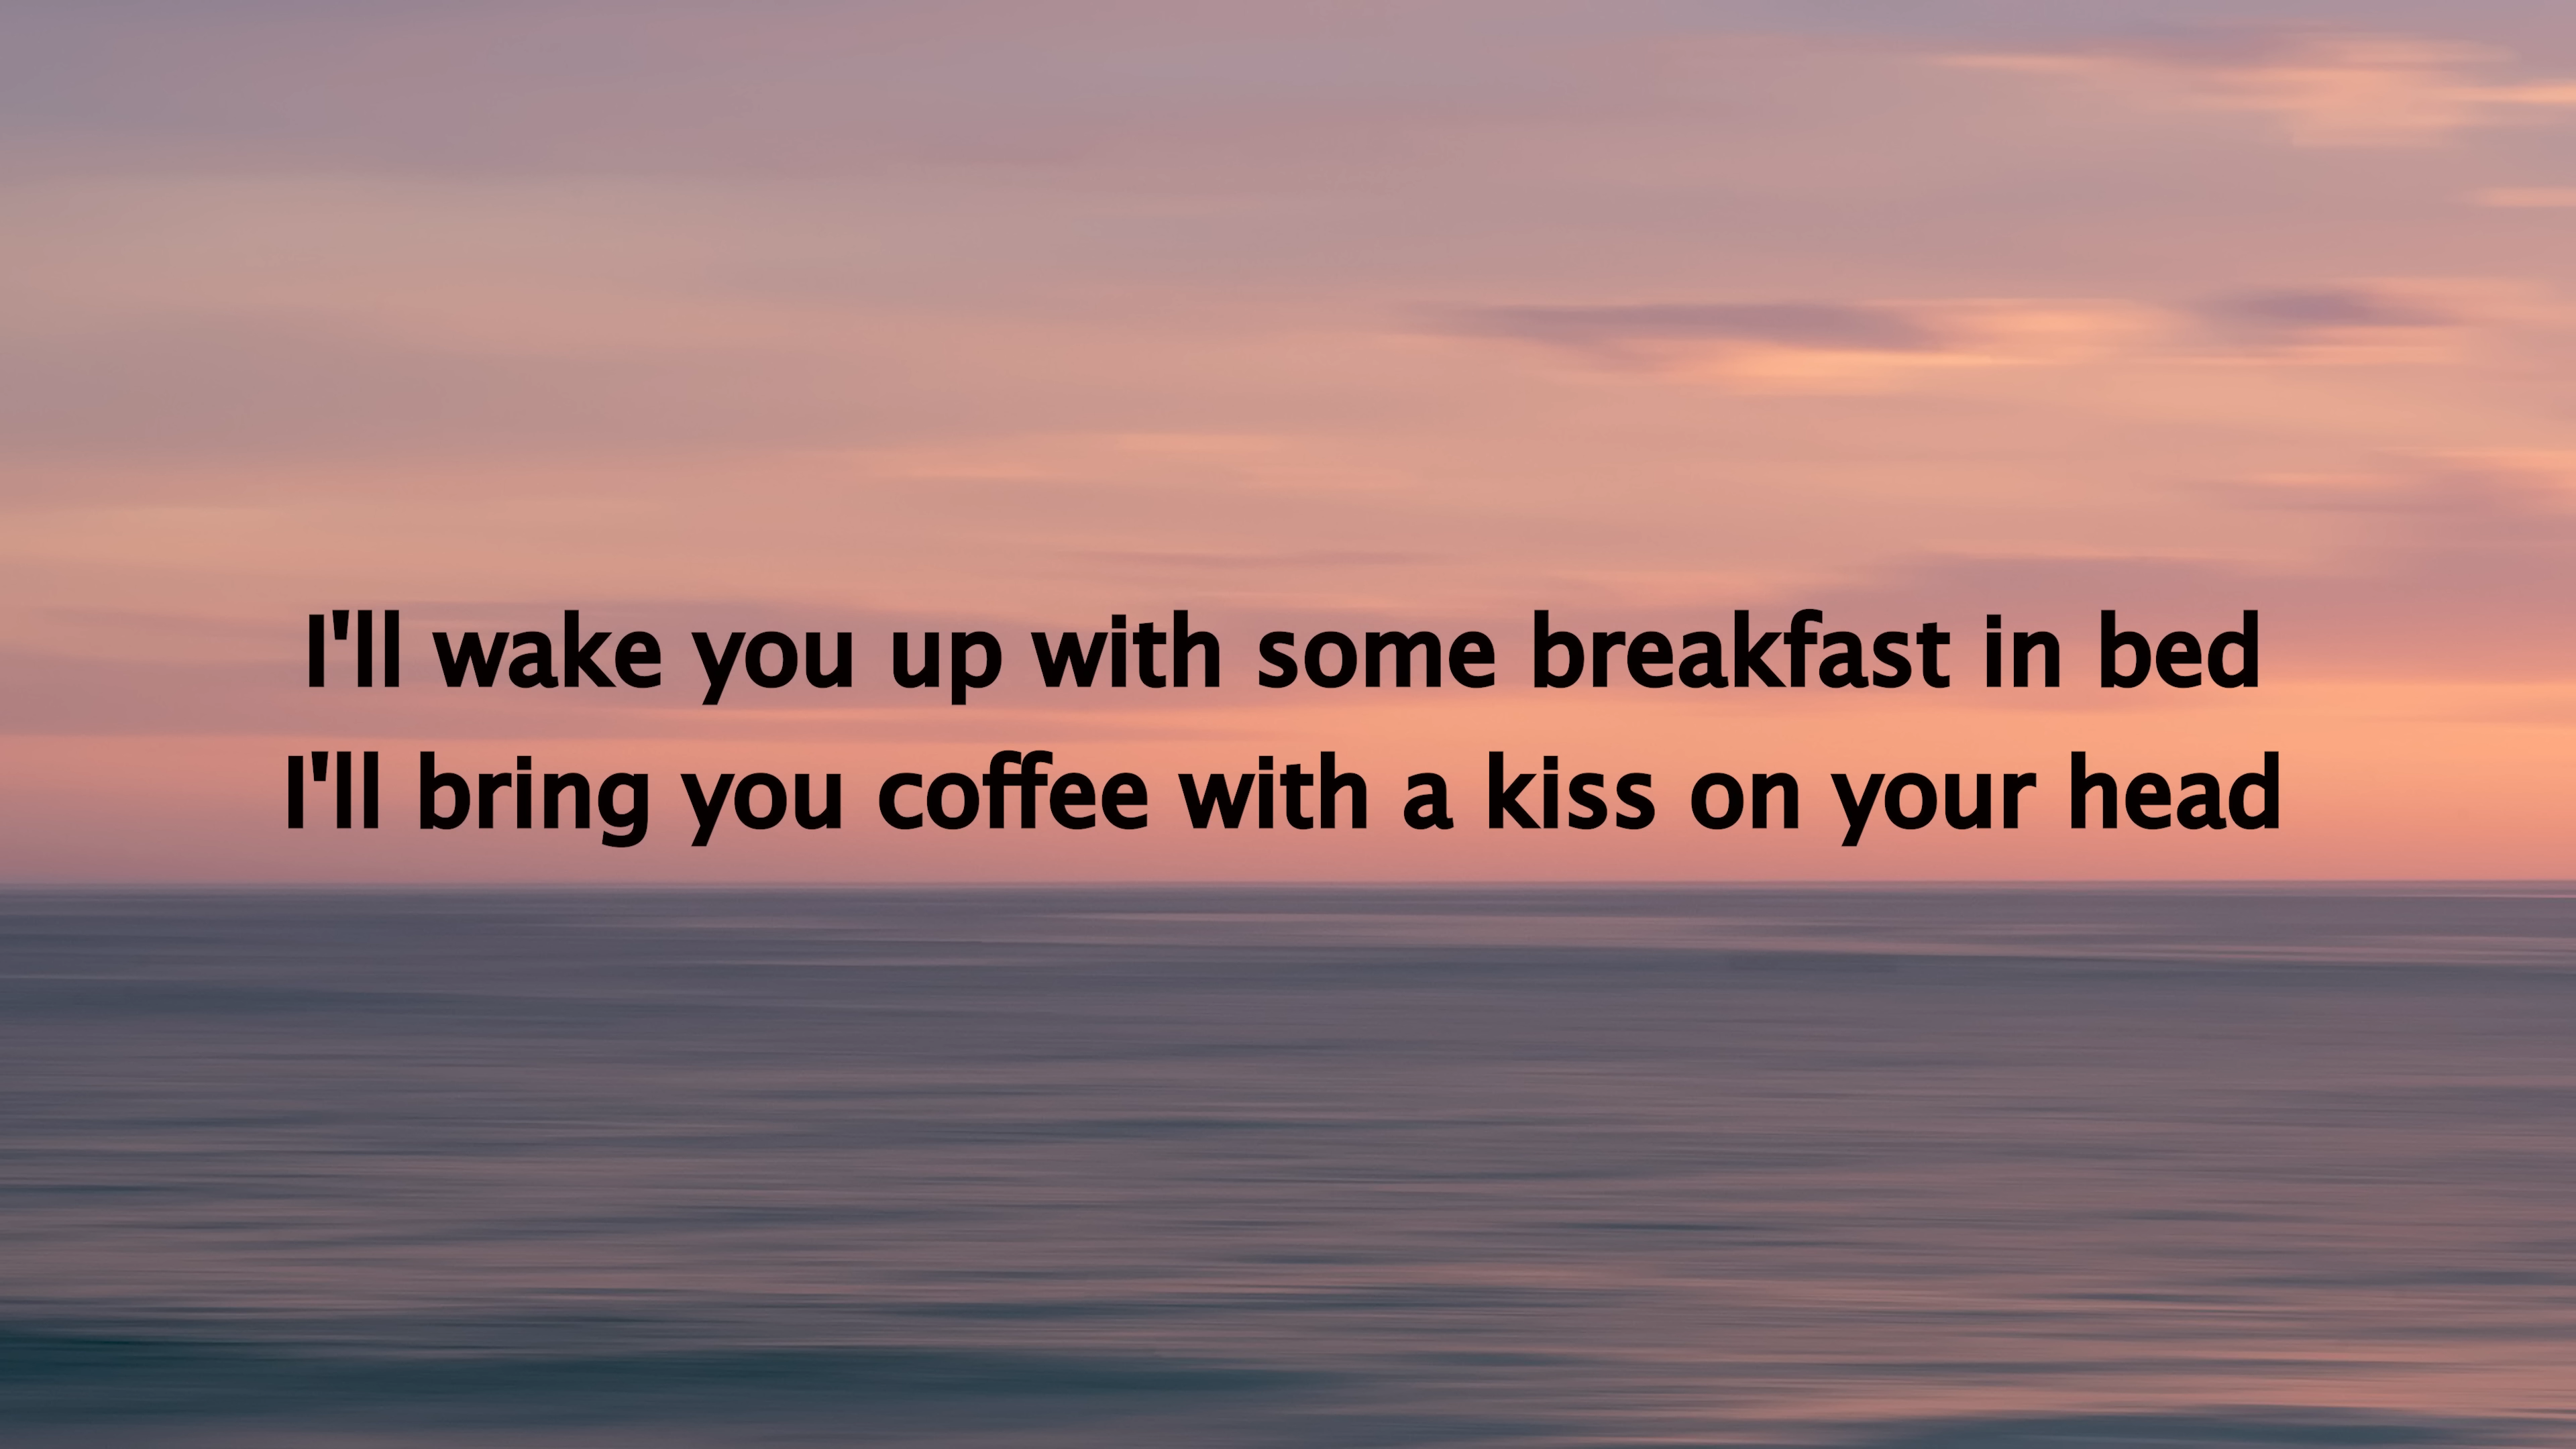 I'll wake you up with some breakfast in bed
I'll bring you coffee with a kiss on your head